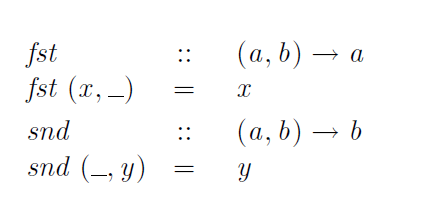 fst :: (a, b) → a
fst (x, _) = x
snd :: (a, b) → b
snd (_, y) = y